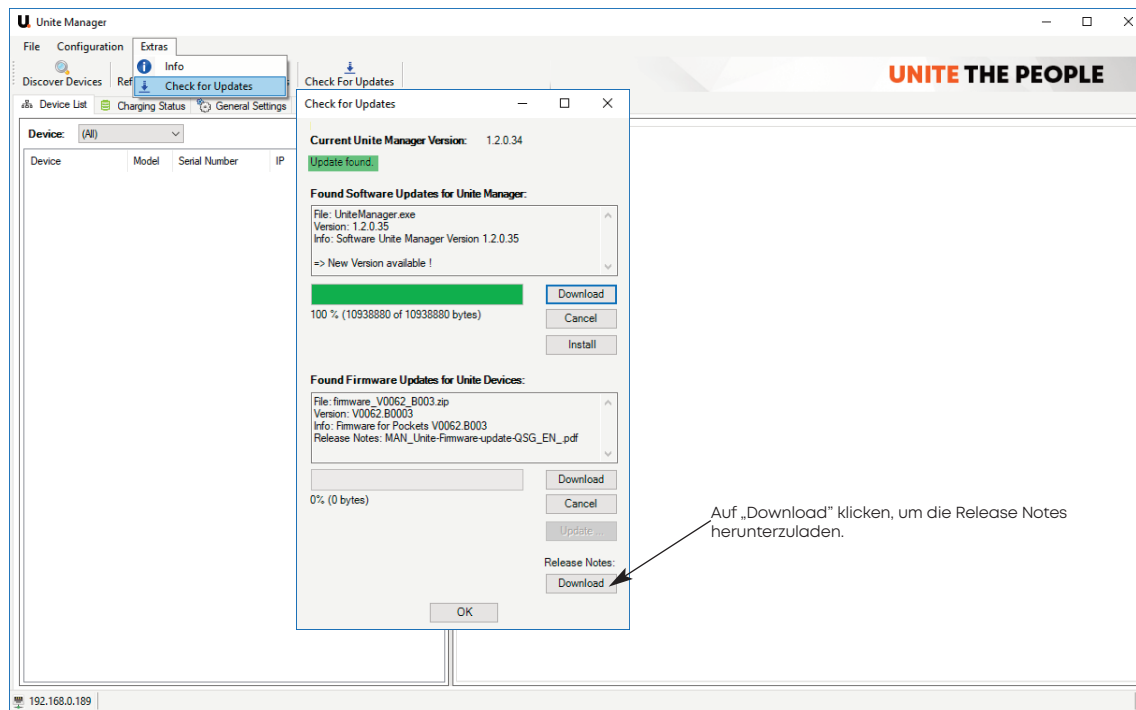 U Unite Manager
File Configuration Extras
Info
Check for Updates
Discover Devices Ref Check For Updates
UNITE THE PEOPLE
Device List Charging Status General Settings
Device: (All)
Device Model Serial Number IP
Check for Updates
Current Unite Manager Version: 1.2.0.34
Update found.
Found Software Updates for Unite Manager:
File: UniteManager.exe
Version: 1.2.0.35
Info: Software Unite Manager Version 1.2.0.35
=> New Version available !
Download
100 % (10938880 of 10938880 bytes)
Cancel
Install
Found Firmware Updates for Unite Devices:
File: firmware_V0062_B003.zip
Version: V0062.B0003
Info: Firmware for Pockets V0062.B003
Release Notes: MAN_Unite-Firmware-update-QSG_EN_.pdf
Download
0% (0 bytes)
Cancel
Update ...
Release Notes:
Download
OK
Auf „Download” klicken, um die Release Notes
herunterzuladen.
192.168.0.189